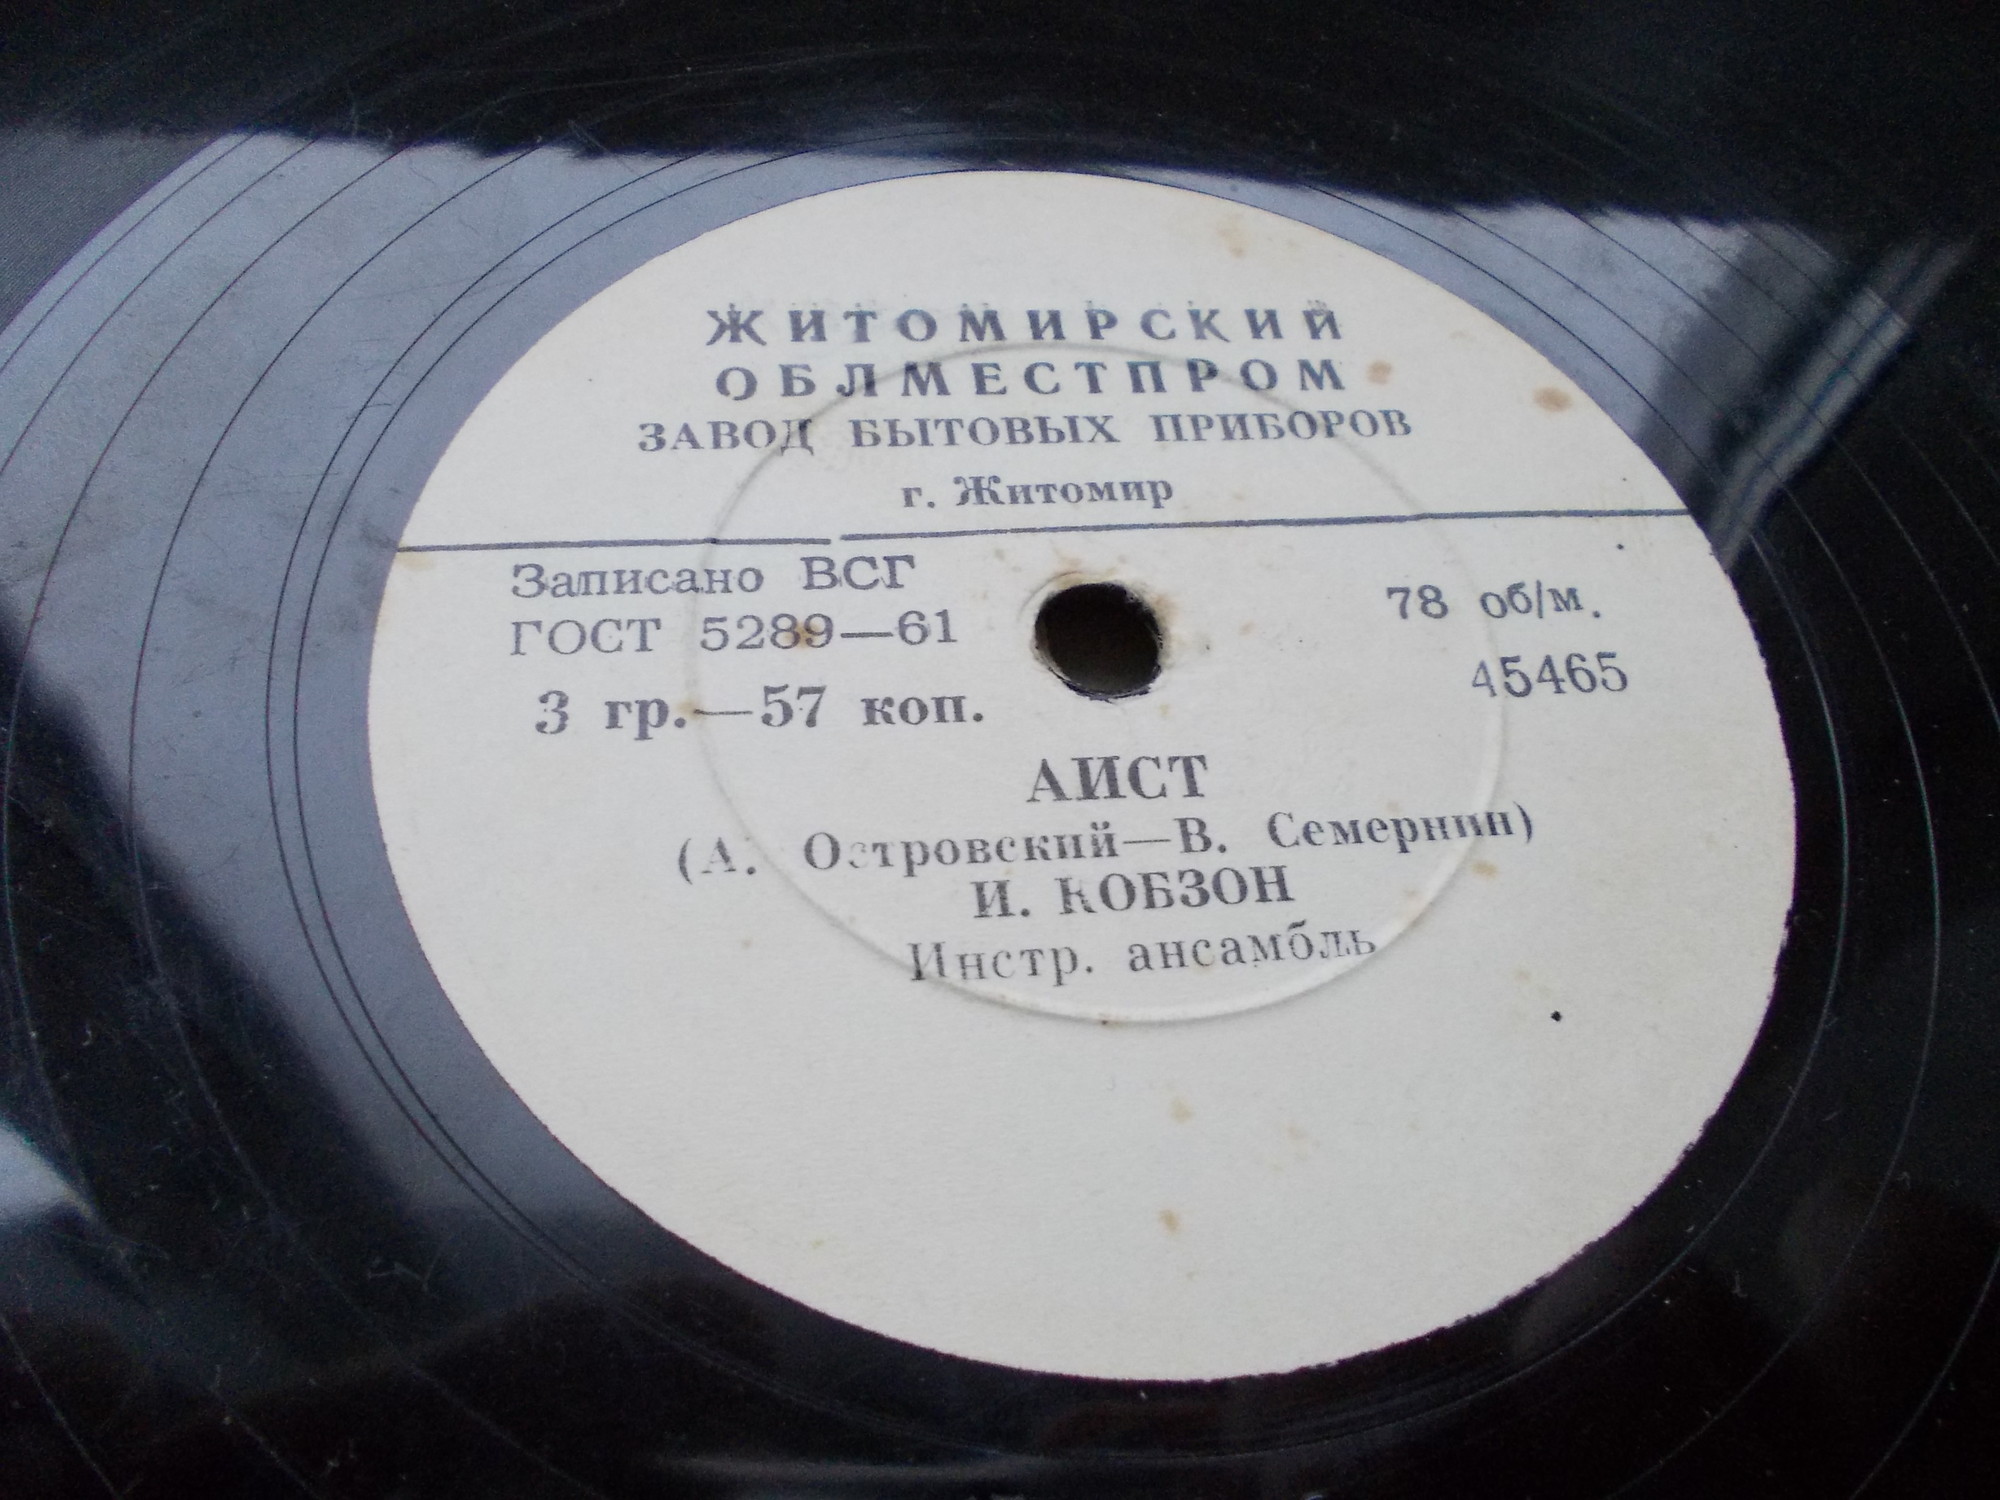 ЖИТОМИРСКИЙ
ОБЛМЕСТПРОМ
ЗАВОД БЫТОВЫХ ПРИБОРОВ
г. Житомир
Записано ВСГ
ГОСТ 5289—61
78 об/м.
3 гр.—57 коп.
45465
АИСТ
(А. Островский—В. Семернин)
И. КОБЗОН
Инстр. ансамбль